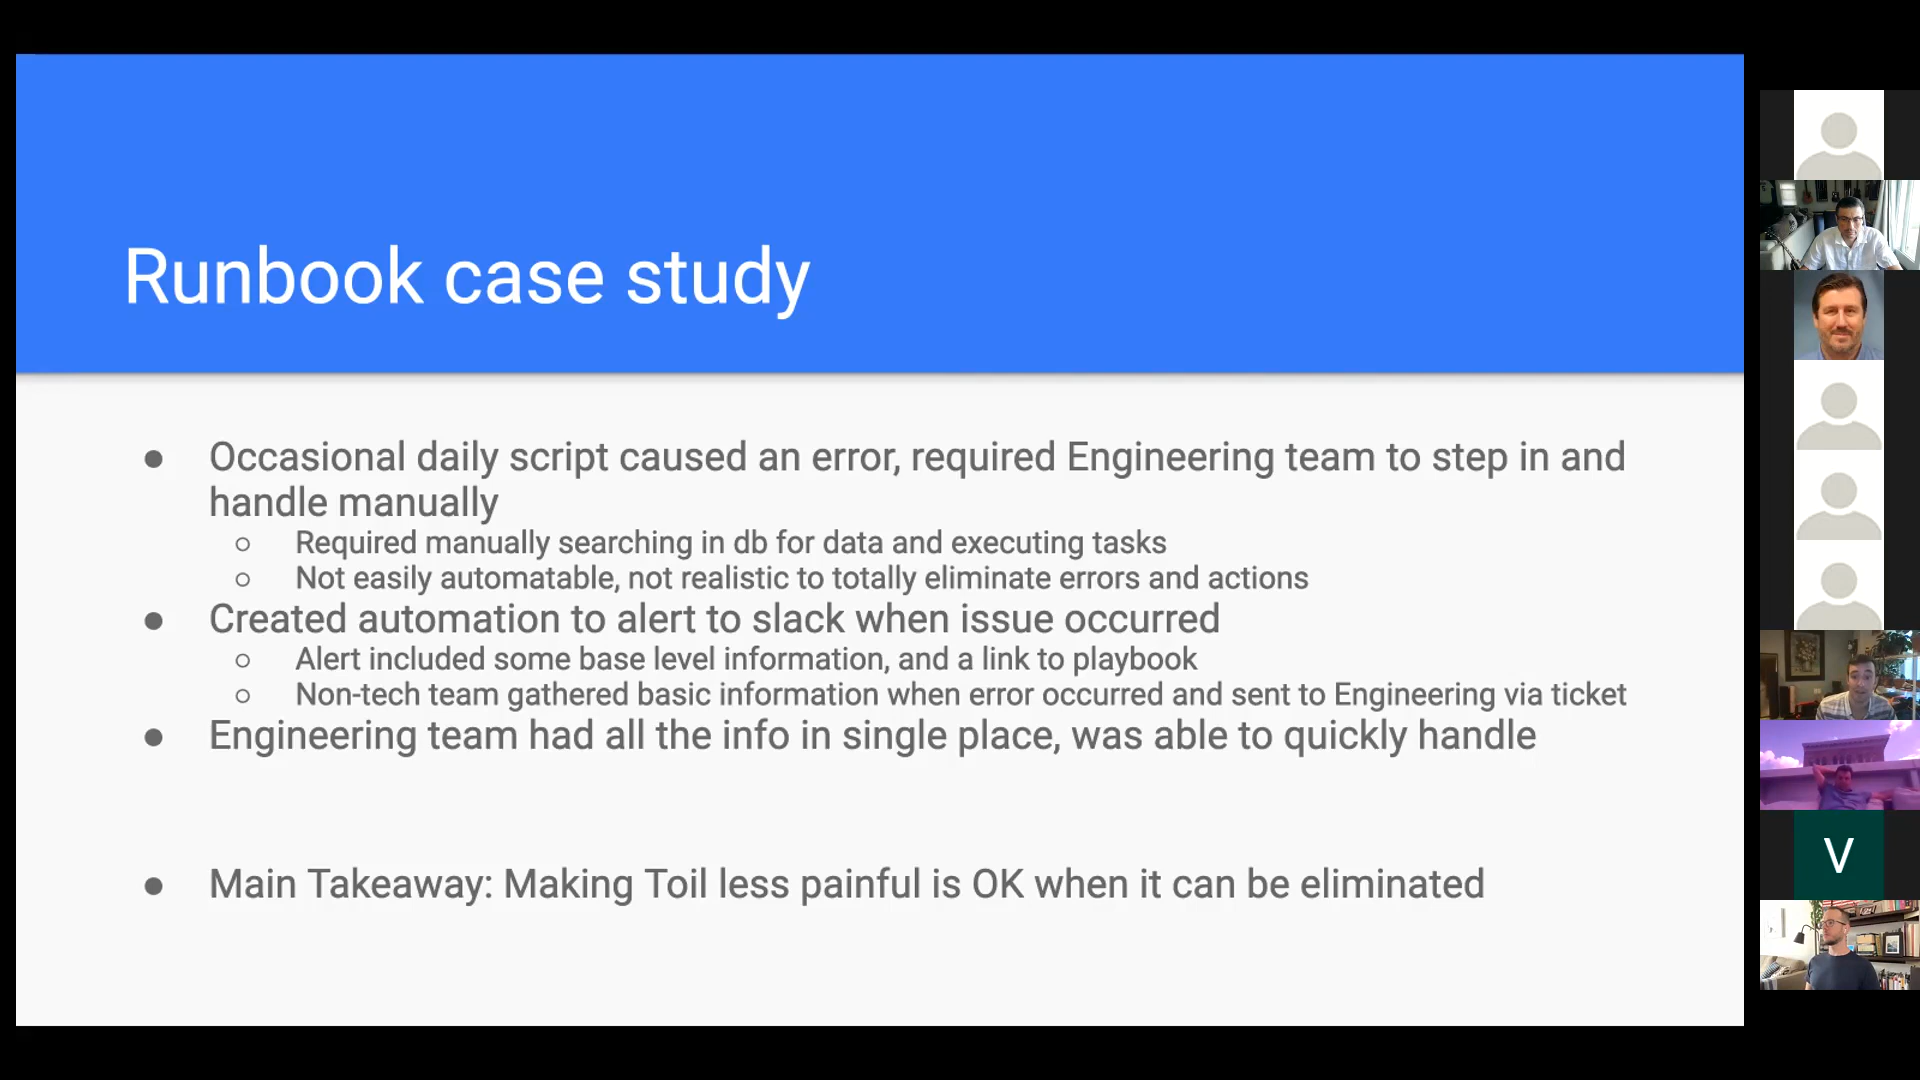 Runbook case study
● Occasional daily script caused an error, required Engineering team to step in and
handle manually
○ Required manually searching in db for data and executing tasks
○ Not easily automatable, not realistic to totally eliminate errors and actions
● Created automation to alert to slack when issue occurred
○ Alert included some base level information, and a link to playbook
○ Non-tech team gathered basic information when error occurred and sent to Engineering via ticket
● Engineering team had all the info in single place, was able to quickly handle
● Main Takeaway: Making Toil less painful is OK when it can be eliminated
V